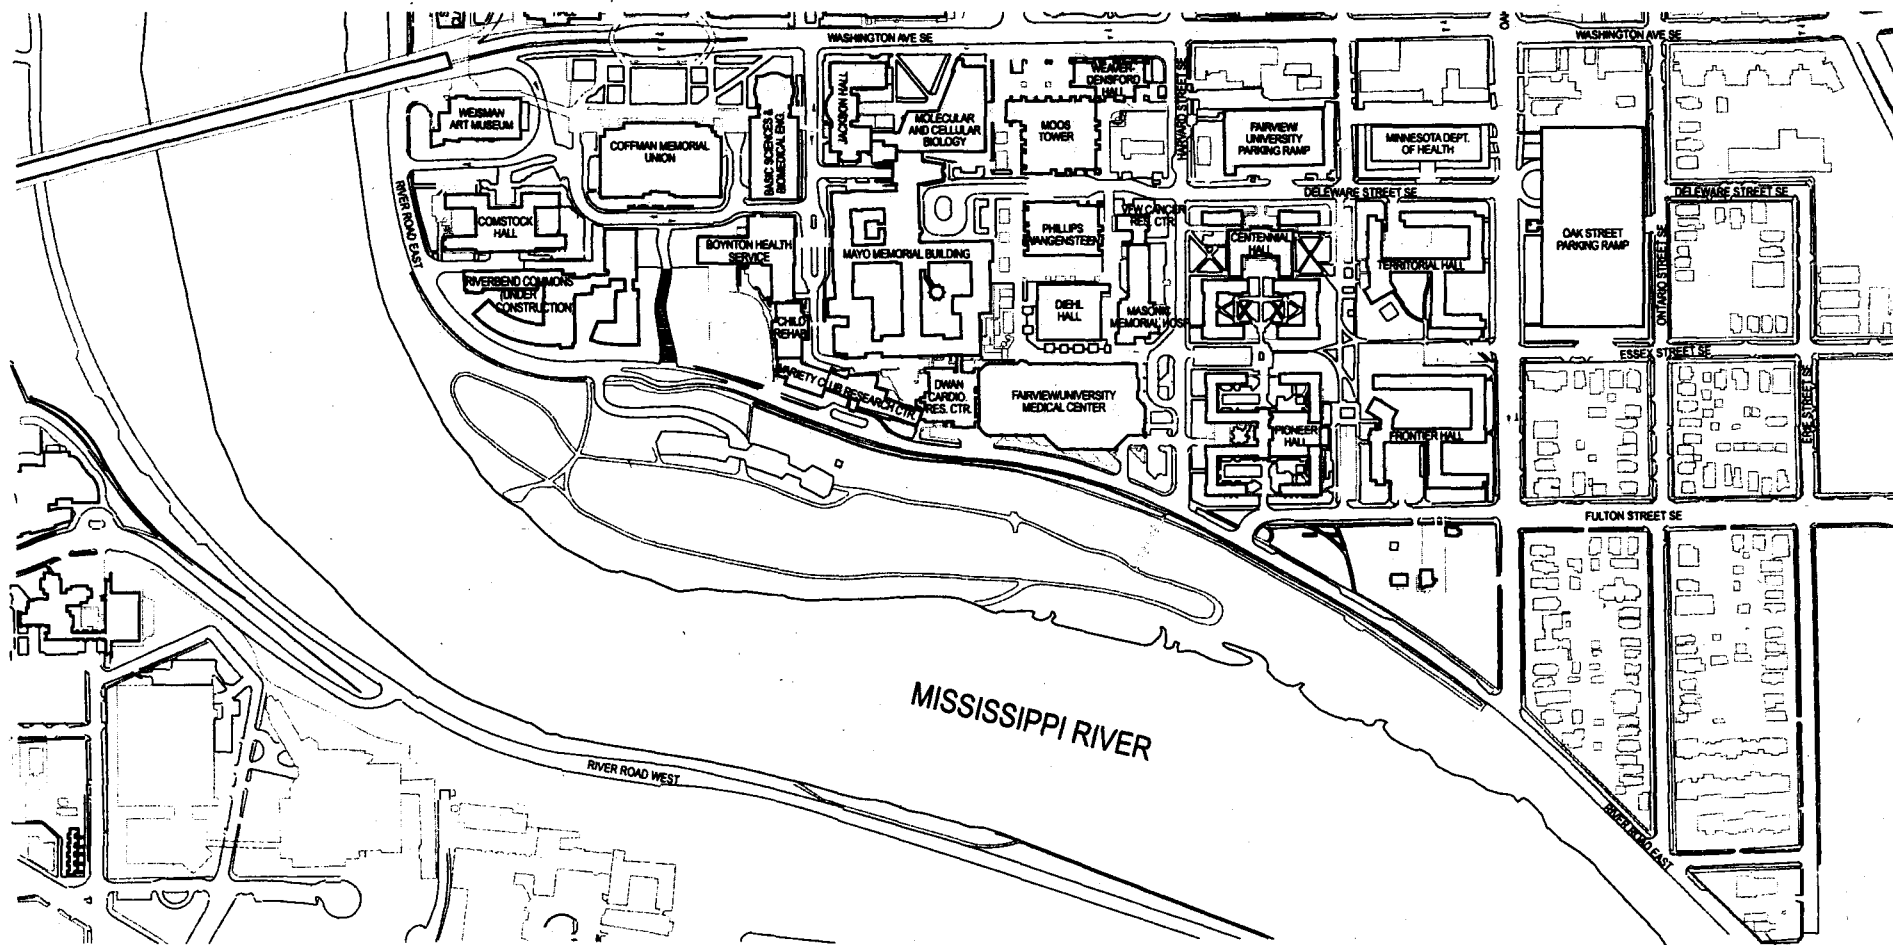 WASHINGTON AVE SE
WASHINGTON AVE SE
WEISMAN
ART MUSEUM
COFFMAN MEMORIAL
UNION
BASIC SCIENCES &
BIOMEDICAL ENG.
JACKSON HALL
MOLECULAR
AND CELLULAR
BIOLOGY
MOOS
TOWER
WEAVER
DENSFORD
HALL
HARVARD STREET SE
FAIRVIEW/
UNIVERSITY
PARKING RAMP
MINNESOTA DEPT.
OF HEALTH
DELEWARE STREET SE
DELEWARE STREET SE
RIVER ROAD EAST
COMSTOCK
HALL
BOYNTON HEALTH
SERVICE
MAYO MEMORIAL BUILDING
PHILLIPS
WANGENSTEEN
VFW CANCER
RES. CTR.
CENTENNIAL
HALL
TERRITORIAL HALL
OAK STREET
PARKING RAMP
ONTARIO STREET SE
RIVERBEND COMMONS
(UNDER
CONSTRUCTION)
CHILD
REHAB
DIEHL
HALL
MASONIC
MEMORIAL HOSP.
ESSEX STREET SE
ERIE STREET SE
VARIETY CLUB RESEARCH CTR.
DWAN
CARDIO.
RES. CTR.
FAIRVIEW/UNIVERSITY
MEDICAL CENTER
PIONEER
HALL
FRONTIER HALL
FULTON STREET SE
MISSISSIPPI RIVER
RIVER ROAD WEST
RIVER ROAD EAST